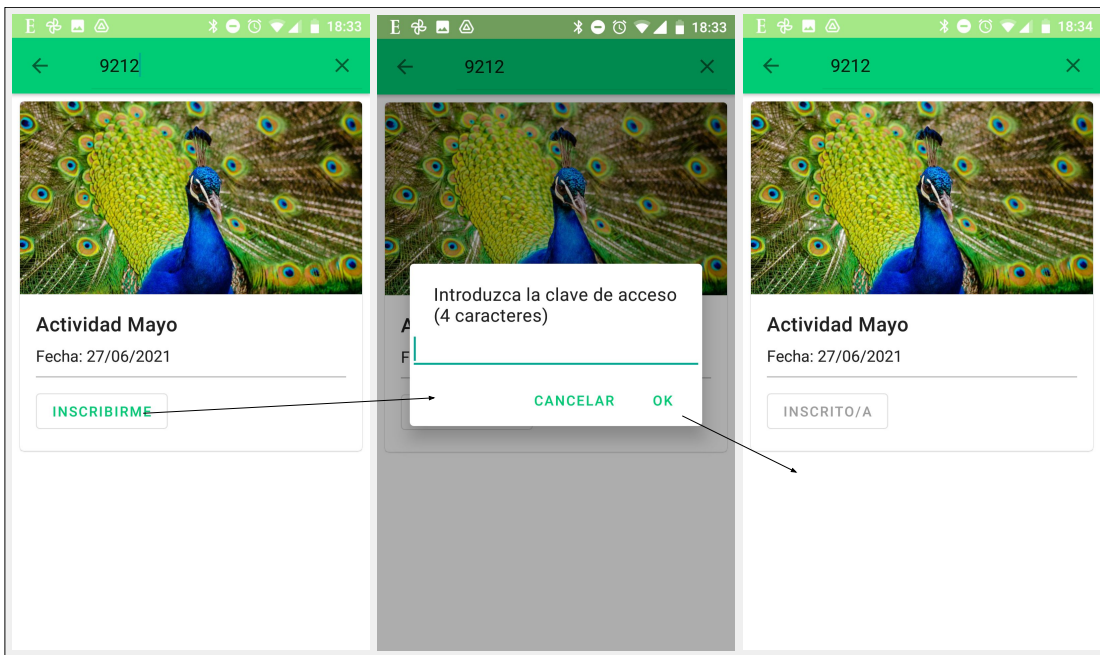 E 18:33
9212
Actividad Mayo
Fecha: 27/06/2021
INSCRIBIRME
E 18:33
9212
Introduzca la clave de acceso
(4 caracteres)
A
F
CANCELAR OK
E 18:34
9212
Actividad Mayo
Fecha: 27/06/2021
INSCRITO/A